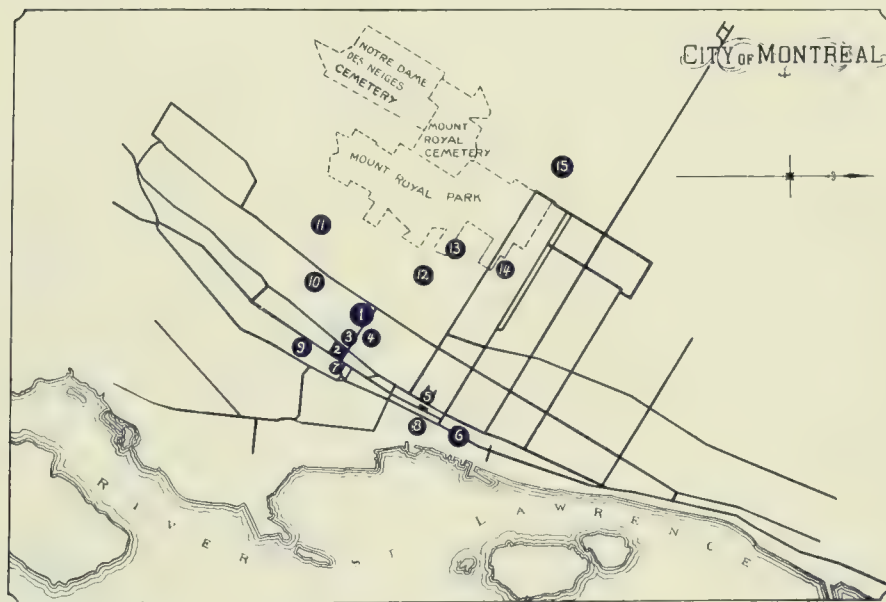 CITY OF MONTREAL
NOTRE DAME
DES NEIGES
CEMETERY
MOUNT
ROYAL
CEMETERY
MOUNT ROYAL PARK
15
11
13
14
12
10
1
3
4
2
9
7
5
8
6
RIVER ST LAWRENCE